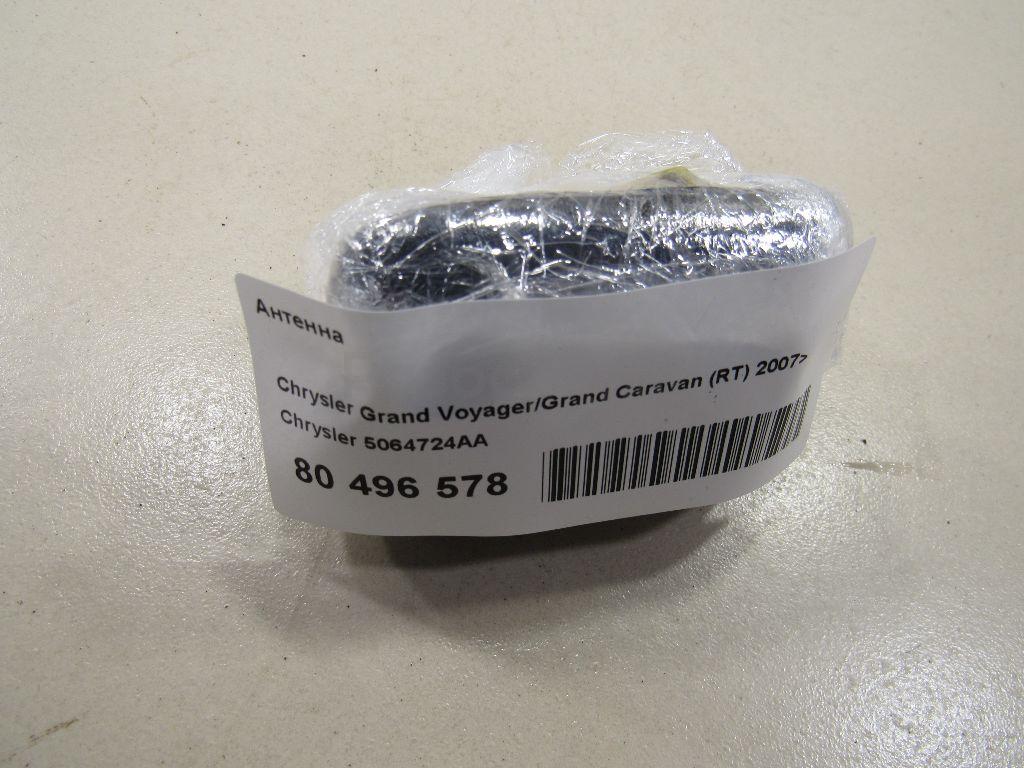 Антенна
Chrysler Grand Voyager/Grand Caravan (RT) 2007>
Chrysler 5064724AA
80 496 578